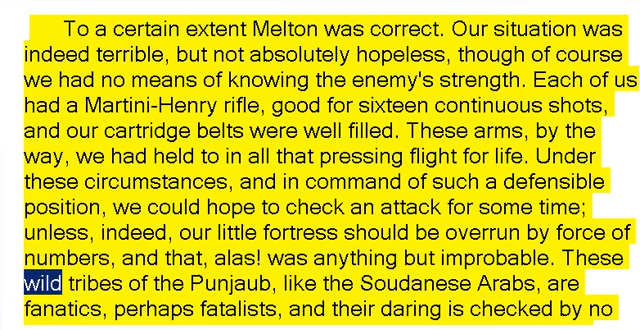 To a certain extent Melton was correct. Our situation was
indeed terrible, but not absolutely hopeless, though of course
we had no means of knowing the enemy's strength. Each of us
had a Martini-Henry rifle, good for sixteen continuous shots,
and our cartridge belts were well filled. These arms, by the
way, we had held to in all that pressing flight for life. Under
these circumstances, and in command of such a defensible
position, we could hope to check an attack for some time;
unless, indeed, our little fortress should be overrun by force of
numbers, and that, alas! was anything but improbable. These
wild tribes of the Punjaub, like the Soudanese Arabs, are
fanatics, perhaps fatalists, and their daring is checked by no